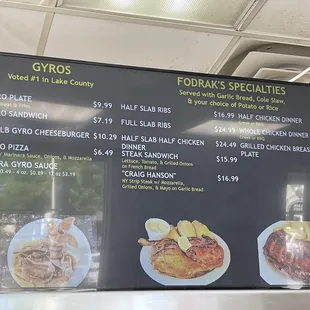 GYROS
Voted #1 in Lake County
PLATE $9.99
SANDWICH $7.19
GYRO CHEESEBURGER $10.29
PIZZA $6.49
Sauce, Onions, & Mozzarella
GYRO SAUCE
FODRAK'S SPECIALTIES
Served with Garlic Bread, Cole Slaw,
& your choice of Potato or Rice
HALF SLAB RIBS $16.99
FULL SLAB RIBS $24.99
HALF SLAB HALF CHICKEN
DINNER $24.49
STEAK SANDWICH $15.99
Lettuce, Tomato, & Grilled Onions
on French Bread
"CRAIG HANSON" $16.99
NY Strip Steak w/ Mozzarella,
Grilled Onions, & Mayo on Garlic Bread
HALF CHICKEN DINNER
WHOLE CHICKEN
DINNER
GRILLED CHICKEN
PLATE